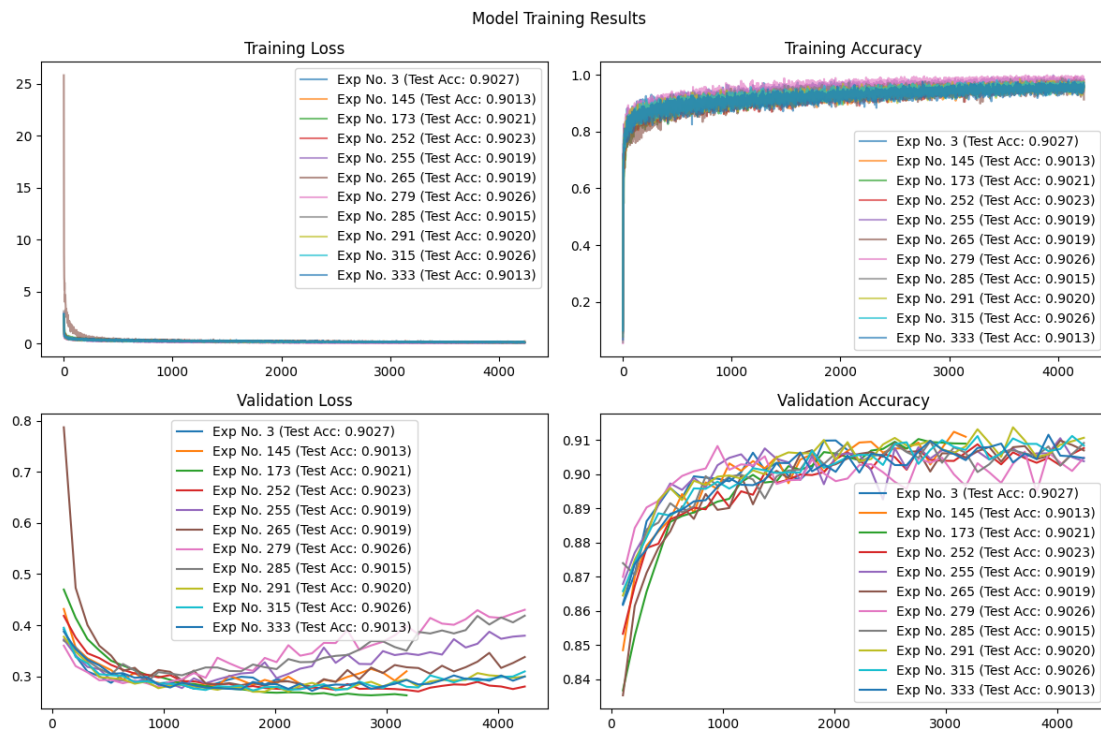 Model Training Results
Training Loss
25
20
15
10
5
0
0 1000 2000 3000 4000
Exp No. 3 (Test Acc: 0.9027)
Exp No. 145 (Test Acc: 0.9013)
Exp No. 173 (Test Acc: 0.9021)
Exp No. 252 (Test Acc: 0.9023)
Exp No. 255 (Test Acc: 0.9019)
Exp No. 265 (Test Acc: 0.9019)
Exp No. 279 (Test Acc: 0.9026)
Exp No. 285 (Test Acc: 0.9015)
Exp No. 291 (Test Acc: 0.9020)
Exp No. 315 (Test Acc: 0.9026)
Exp No. 333 (Test Acc: 0.9013)
Training Accuracy
1.0
0.8
0.6
0.4
0.2
0 1000 2000 3000 4000
Exp No. 3 (Test Acc: 0.9027)
Exp No. 145 (Test Acc: 0.9013)
Exp No. 173 (Test Acc: 0.9021)
Exp No. 252 (Test Acc: 0.9023)
Exp No. 255 (Test Acc: 0.9019)
Exp No. 265 (Test Acc: 0.9019)
Exp No. 279 (Test Acc: 0.9026)
Exp No. 285 (Test Acc: 0.9015)
Exp No. 291 (Test Acc: 0.9020)
Exp No. 315 (Test Acc: 0.9026)
Exp No. 333 (Test Acc: 0.9013)
Validation Loss
0.8
0.7
0.6
0.5
0.4
0.3
0 1000 2000 3000 4000
Exp No. 3 (Test Acc: 0.9027)
Exp No. 145 (Test Acc: 0.9013)
Exp No. 173 (Test Acc: 0.9021)
Exp No. 252 (Test Acc: 0.9023)
Exp No. 255 (Test Acc: 0.9019)
Exp No. 265 (Test Acc: 0.9019)
Exp No. 279 (Test Acc: 0.9026)
Exp No. 285 (Test Acc: 0.9015)
Exp No. 291 (Test Acc: 0.9020)
Exp No. 315 (Test Acc: 0.9026)
Exp No. 333 (Test Acc: 0.9013)
Validation Accuracy
0.91
0.90
0.89
0.88
0.87
0.86
0.85
0.84
0 1000 2000 3000 4000
Exp No. 3 (Test Acc: 0.9027)
Exp No. 145 (Test Acc: 0.9013)
Exp No. 173 (Test Acc: 0.9021)
Exp No. 252 (Test Acc: 0.9023)
Exp No. 255 (Test Acc: 0.9019)
Exp No. 265 (Test Acc: 0.9019)
Exp No. 279 (Test Acc: 0.9026)
Exp No. 285 (Test Acc: 0.9015)
Exp No. 291 (Test Acc: 0.9020)
Exp No. 315 (Test Acc: 0.9026)
Exp No. 333 (Test Acc: 0.9013)